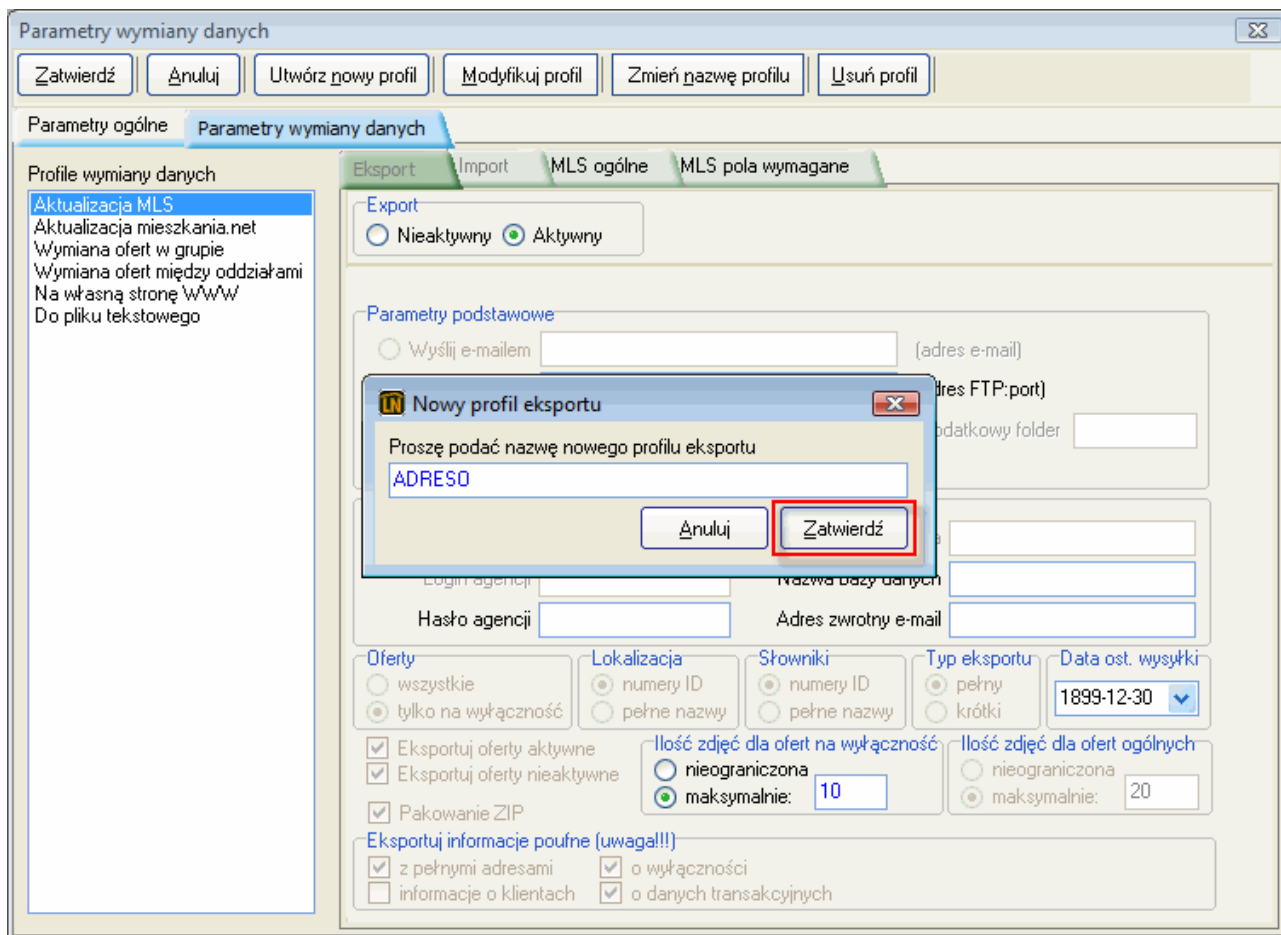 Parametry wymiany danych
Zatwierdź Anuluj Utwórz nowy profil Modyfikuj profil Zmień nazwę profilu Usuń profil
Parametry ogólne Parametry wymiany danych
Profile wymiany danych
Aktualizacja MLS
Aktualizacja mieszkania.net
Wymiana ofert w grupie
Wymiana ofert między oddziałami
Na własną stronę WWW
Do pliku tekstowego
Eksport Import MLS ogólne MLS pola wymagane
Export
Nieaktywny Aktywny
Parametry podstawowe
Wyślij e-mailem (adres e-mail)
FTP:port)
folder
LN Nowy profil eksportu
Proszę podać nazwę nowego profilu eksportu
ADRESO
Anuluj Zatwierdź
Login agencji Nazwa bazy danych
Hasło agencji Adres zwrotny e-mail
Oferty Lokalizacja Słowniki Typ eksportu Data ost. wysyłki
wszystkie numery ID numery ID pełny 1899-12-30
tylko na wyłączność pełne nazwy pełne nazwy krótki
Eksportuj oferty aktywne Ilość zdjęć dla ofert na wyłączność Ilość zdjęć dla ofert ogólnych
Eksportuj oferty nieaktywne nieograniczona nieograniczona
Pakowanie ZIP maksymalnie: 10 maksymalnie: 20
Eksportuj informacje poufne (uwaga!!!)
z pełnymi adresami o wyłączności
informacje o klientach o danych transakcyjnych